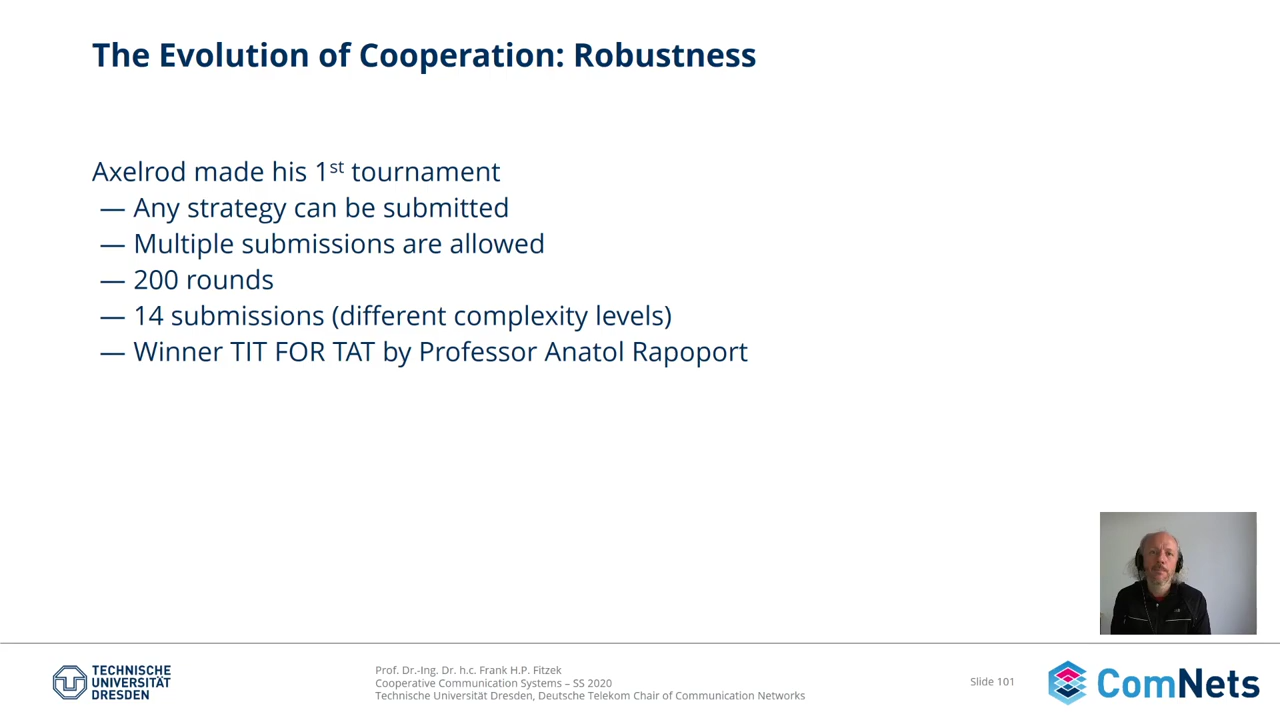 The Evolution of Cooperation: Robustness
Axelrod made his 1st tournament
— Any strategy can be submitted
— Multiple submissions are allowed
— 200 rounds
— 14 submissions (different complexity levels)
— Winner TIT FOR TAT by Professor Anatol Rapoport
TECHNISCHE
UNIVERSITÄT
DRESDEN
Prof. Dr.-Ing. Dr. h.c. Frank H.P. Fitzek
Cooperative Communication Systems – SS 2020
Technische Universität Dresden, Deutsche Telekom Chair of Communication Networks
Slide 101
ComNets